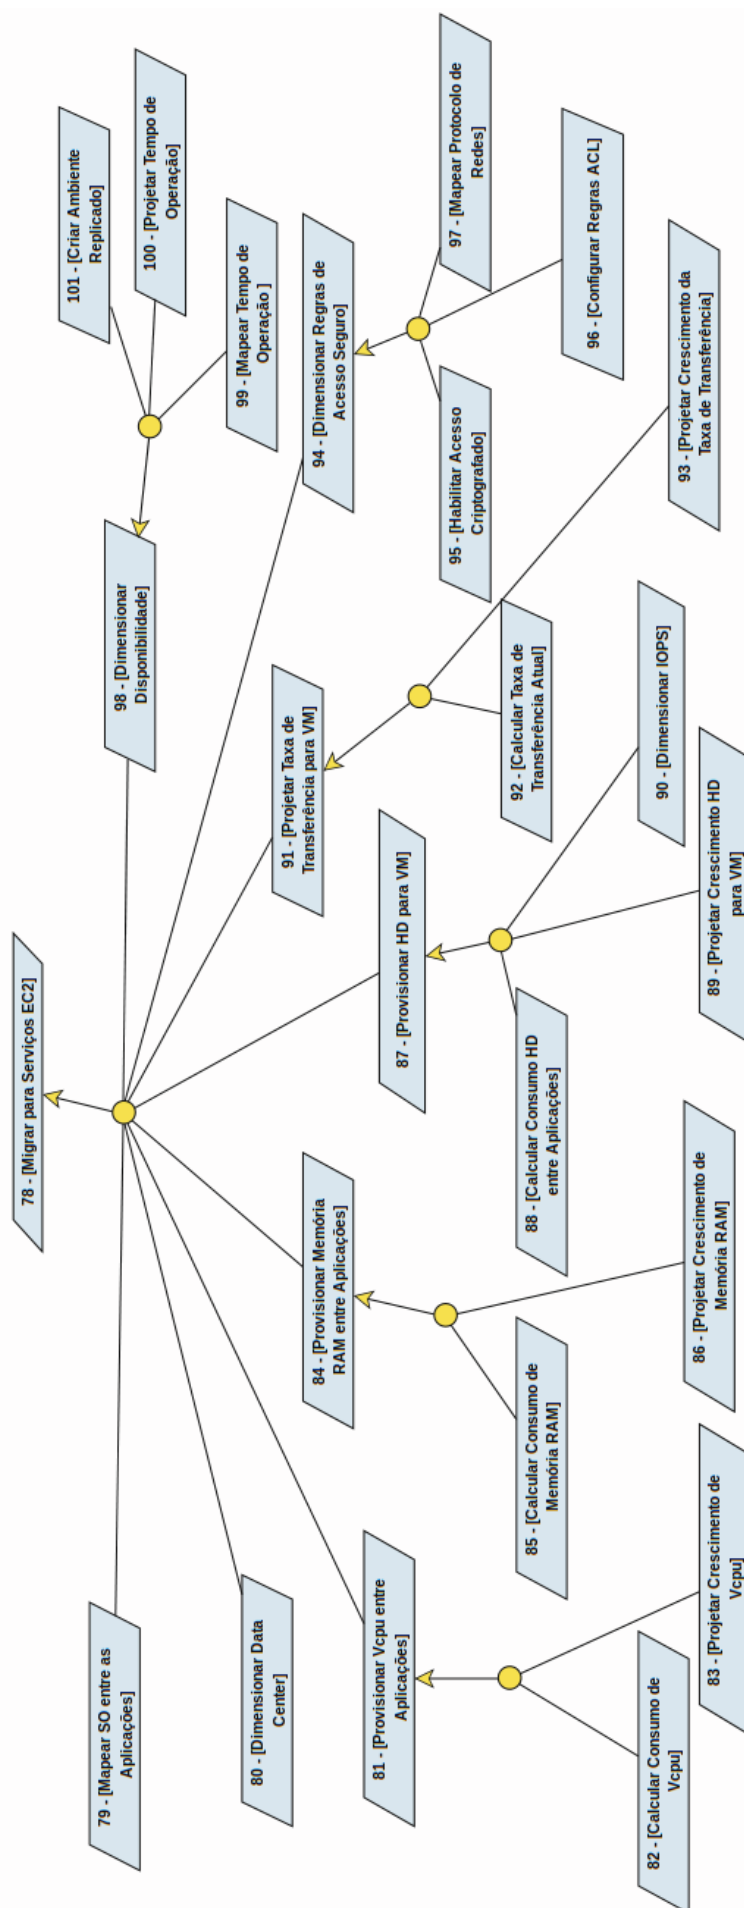 78 - [Migrar para Serviços EC2]
79 - [Mapear SO entre as
Aplicações]
80 - [Dimensionar Data
Center]
81 - [Provisionar Vcpu entre
Aplicações]
82 - [Calcular Consumo de
Vcpu]
83 - [Projetar Crescimento de
Vcpu]
84 - [Provisionar Memória
RAM entre Aplicações]
85 - [Calcular Consumo de
Memória RAM]
86 - [Projetar Crescimento de
Memória RAM]
87 - [Provisionar HD para VM]
88 - [Calcular Consumo HD
entre Aplicações]
89 - [Projetar Crescimento HD
para VM]
90 - [Dimensionar IOPS]
91 - [Projetar Taxa de
Transferência para VM]
92 - [Calcular Taxa de
Transferência Atual]
93 - [Projetar Crescimento da
Taxa de Transferência]
94 - [Dimensionar Regras de
Acesso Seguro]
95 - [Habilitar Acesso
Criptografado]
96 - [Configurar Regras ACL]
97 - [Mapear Protocolo de
Redes]
98 - [Dimensionar
Disponibilidade]
99 - [Mapear Tempo de
Operação ]
100 - [Projetar Tempo de
Operação]
101 - [Criar Ambiente
Replicado]